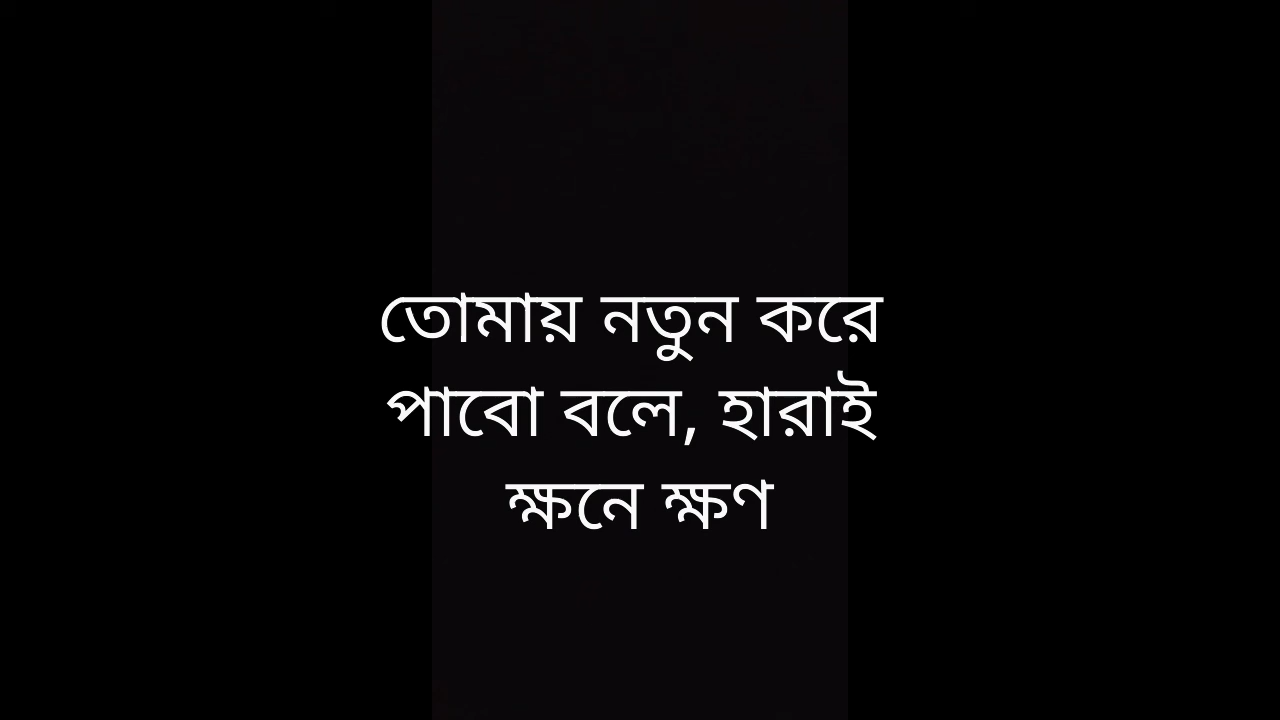 তোমায় নতুন করে
পাবো বলে, হারাই
ক্ষনে ক্ষণ